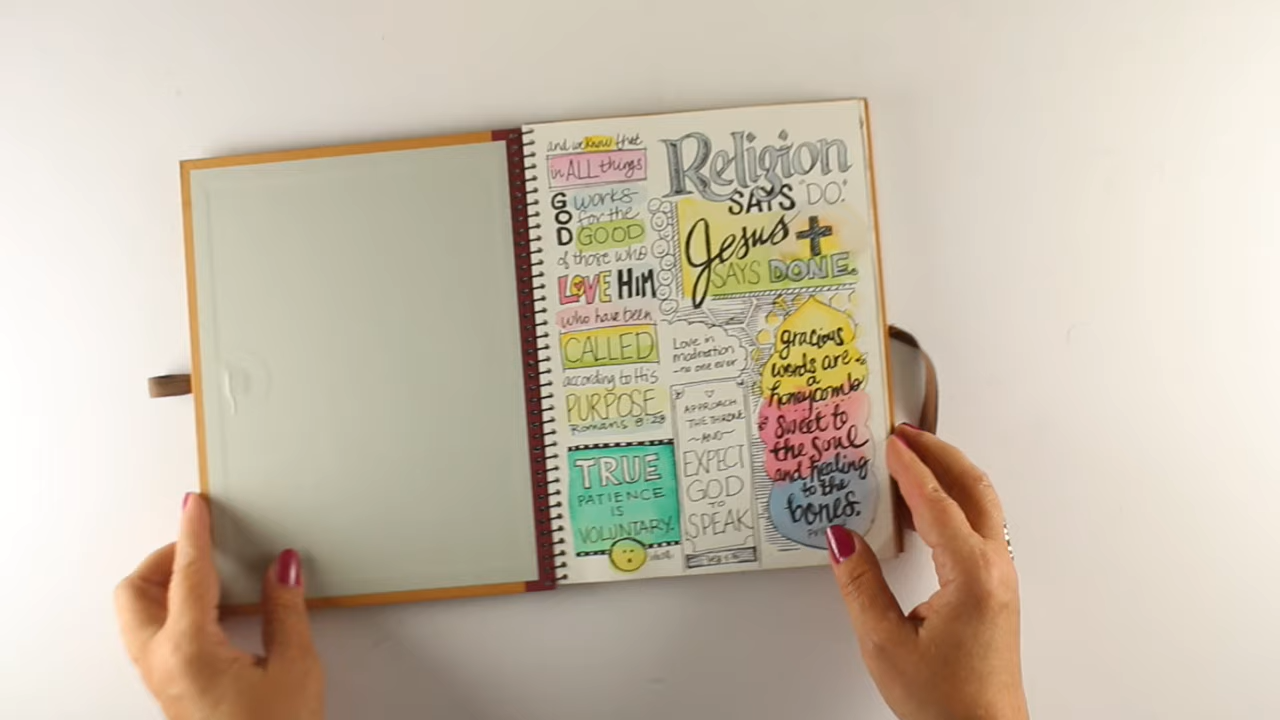 and we know that
in ALL things
GOD
works
for the
GOOD
of those who
LOVE HIM
who have been
CALLED
according to His
PURPOSE
Romans 8:28
TRUE
PATIENCE
IS
VOLUNTARY.
Religion
SAYS "DO."
Jesus
SAYS DONE.
Love in
moderation
-no one ever
APPROACH
THE THRONE
~AND~
EXPECT
GOD
TO
SPEAK
gracious
words are
a
honeycomb
sweet to
the soul
and healing
to the
bones.